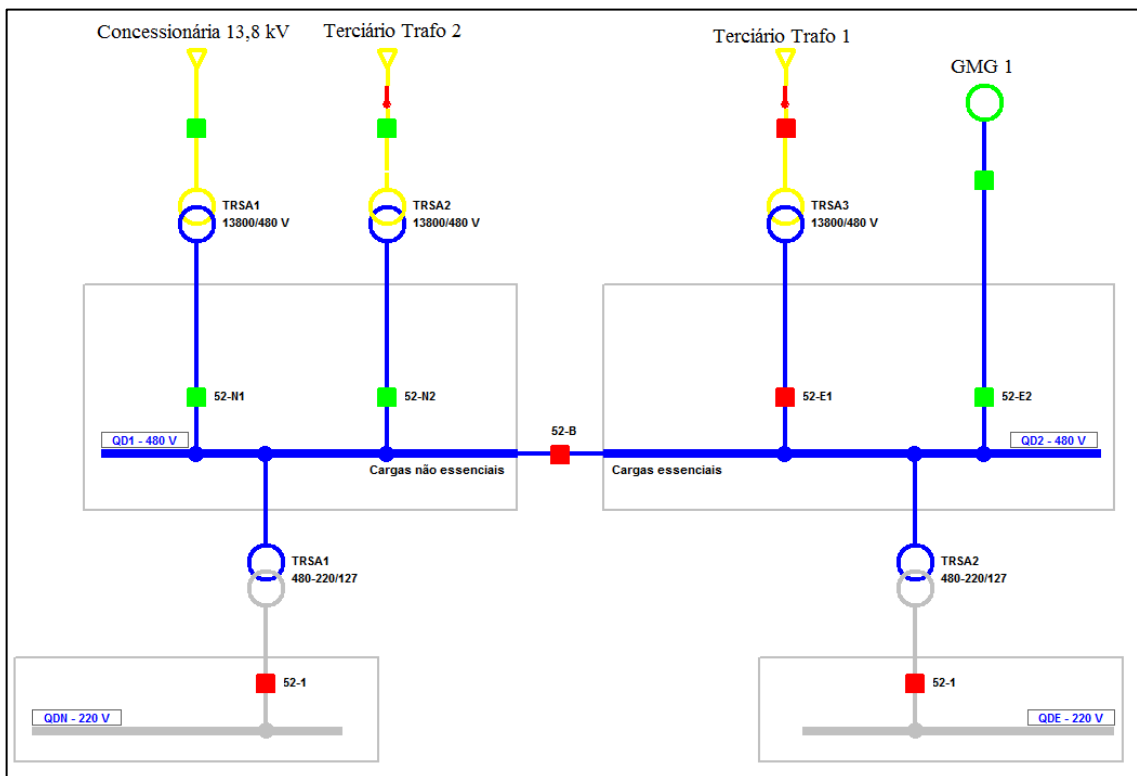 Concessionária 13,8 kV
Terciário Trafo 2
Terciário Trafo 1
GMG 1
TRSA1
13800/480 V
TRSA2
13800/480 V
TRSA3
13800/480 V
52-N1
52-N2
52-E1
52-E2
52-B
QD1 - 480 V
QD2 - 480 V
Cargas não essenciais
Cargas essenciais
TRSA1
480-220/127
TRSA2
480-220/127
52-1
52-1
QDN - 220 V
QDE - 220 V